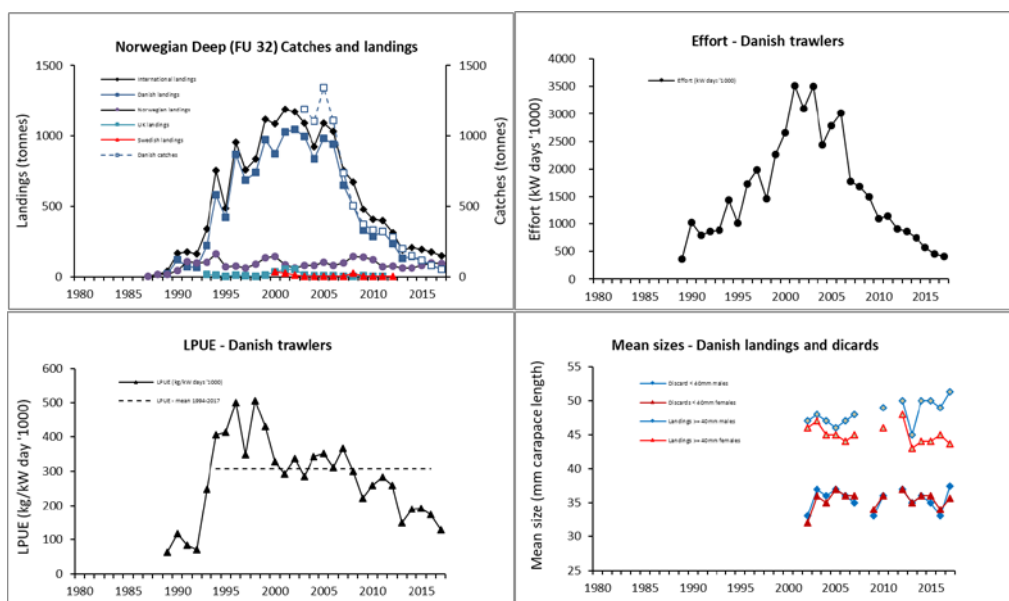 Norwegian Deep (FU 32) Catches and landings
Landings (tonnes)
Catches (tonnes)
1500
1000
500
0
1500
1000
500
0
International landings
Danish landings
Norwegian landings
UK landings
Swedish landings
Danish catches
1980 1985 1990 1995 2000 2005 2010 2015
Effort - Danish trawlers
Effort (kW days '1000)
4000
3500
3000
2500
2000
1500
1000
500
0
Effort (kW days '1000)
1980 1985 1990 1995 2000 2005 2010 2015
LPUE - Danish trawlers
LPUE (kg/kW day '1000)
600
500
400
300
200
100
0
LPUE (kg/kW days '1000)
LPUE - mean 1994-2017
1980 1985 1990 1995 2000 2005 2010 2015
Mean sizes - Danish landings and dicards
Mean size (mm carapace length)
55
50
45
40
35
30
25
Discard < 40mm males
Discards < 40mm females
Landings >= 40mm males
Landings >= 40mm females
1980 1985 1990 1995 2000 2005 2010 2015